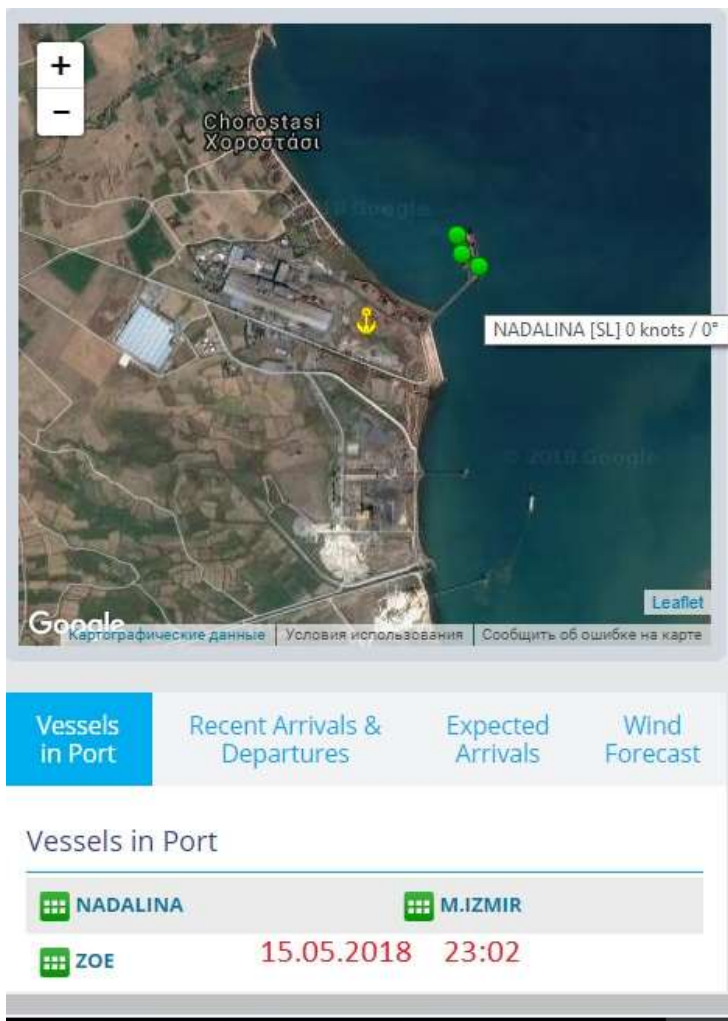 +
−
Chorostasi
Χοροστάσι
NADALINA [SL] 0 knots / 0°
© 2018 Google
Leaflet
Google
Картографические данные
Условия использования
Сообщить об ошибке на карте
Vessels in Port
Recent Arrivals &
Departures
Expected
Arrivals
Wind
Forecast
Vessels in Port
NADALINA
M.IZMIR
ZOE
15.05.2018 23:02